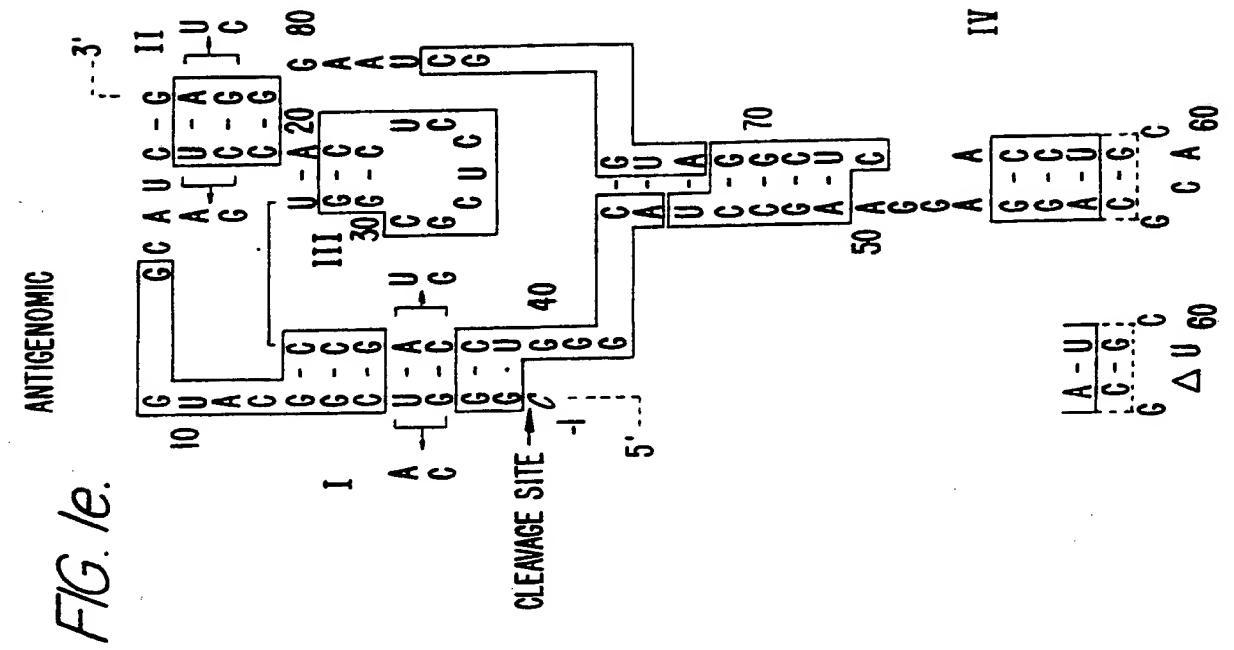 ANTIGENOMIC
FIG. 1e.
3'
G G C A U C - G II
10 U A U - A U
A G C - G C
C C - G
G - C U - A 20 G 80
G - C III G - C A
C - G 30 G - C A
I A U - A U C U U
C G - C G G C C
G - C C U C G
G · U
CLEAVAGE SITE C G 40
-1 G
G C - G
5' A - U
U - A
C - G 70
C - G
G - C
A - U
50 A C
G
G
A A
G - C IV
G - C
A - U A - U
C - G C - G
G C G C
Δ U C A
60 60